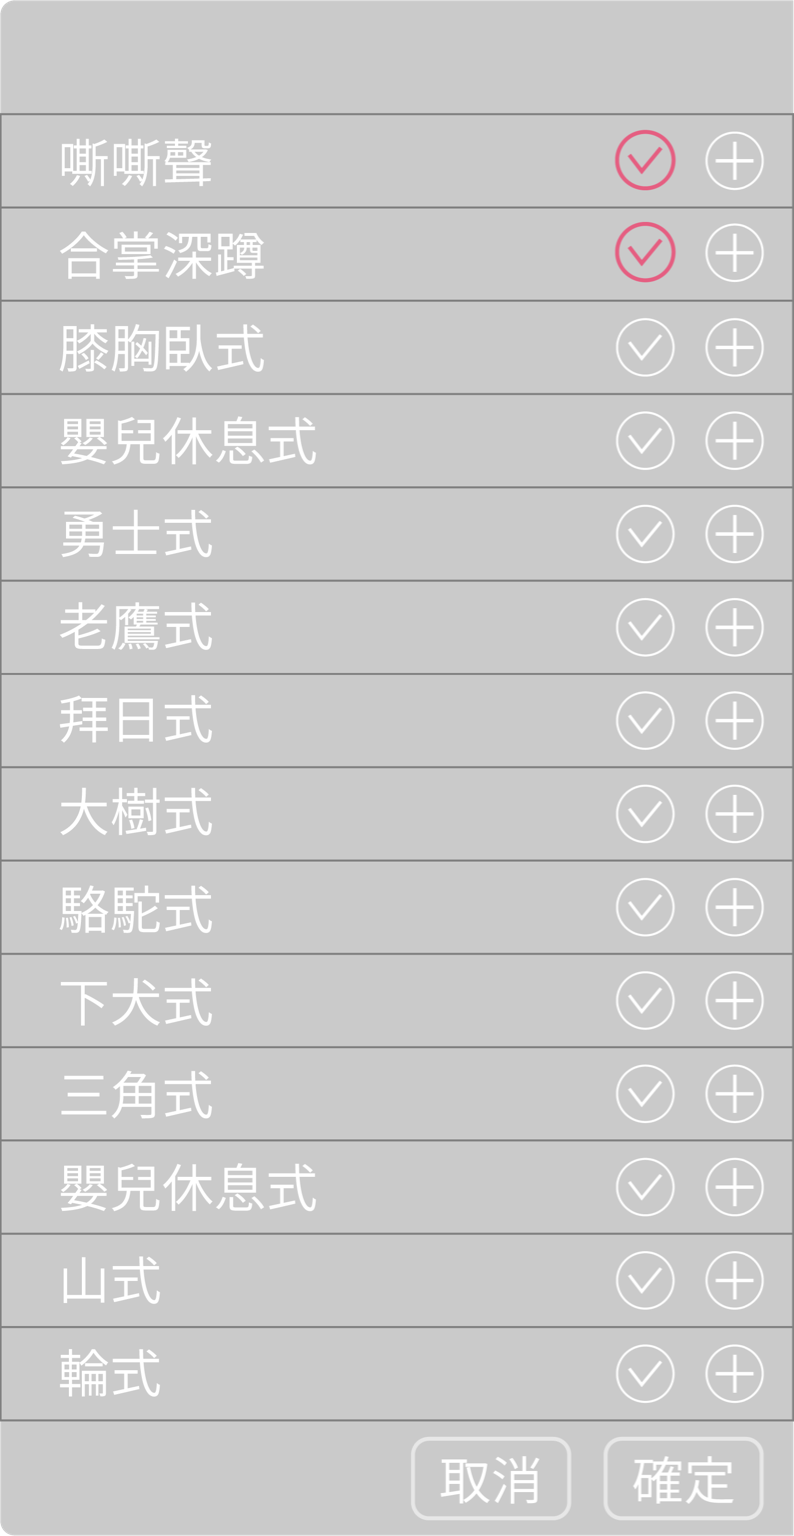 嘶嘶聲
合掌深蹲
膝胸臥式
嬰兒休息式
勇士式
老鷹式
拜日式
大樹式
駱駝式
下犬式
三角式
嬰兒休息式
山式
輪式
取消 確定